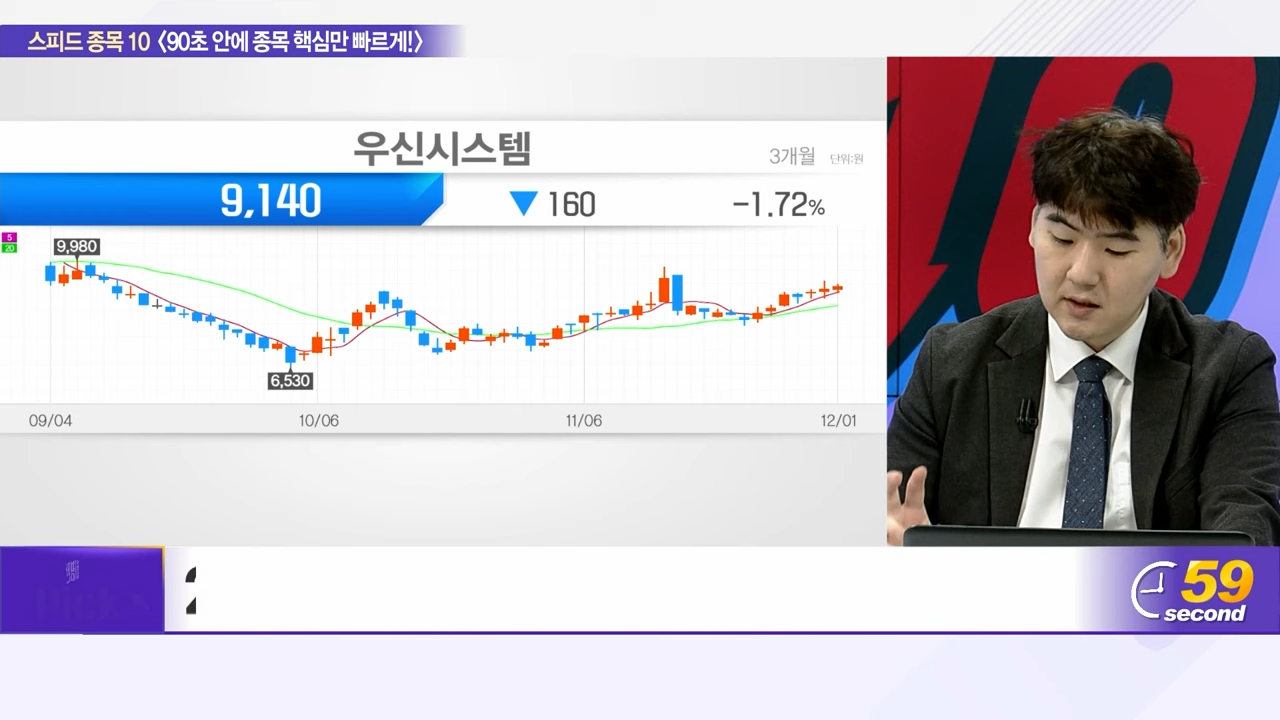 스피드 종목 10 <90초 안에 종목 핵심만 빠르게!>
우신시스템
3개월 단위:원
9,140 ▼ 160 -1.72%
5
20
9,980
6,530
09/04 10/06 11/06 12/01
Pick
2
59
second